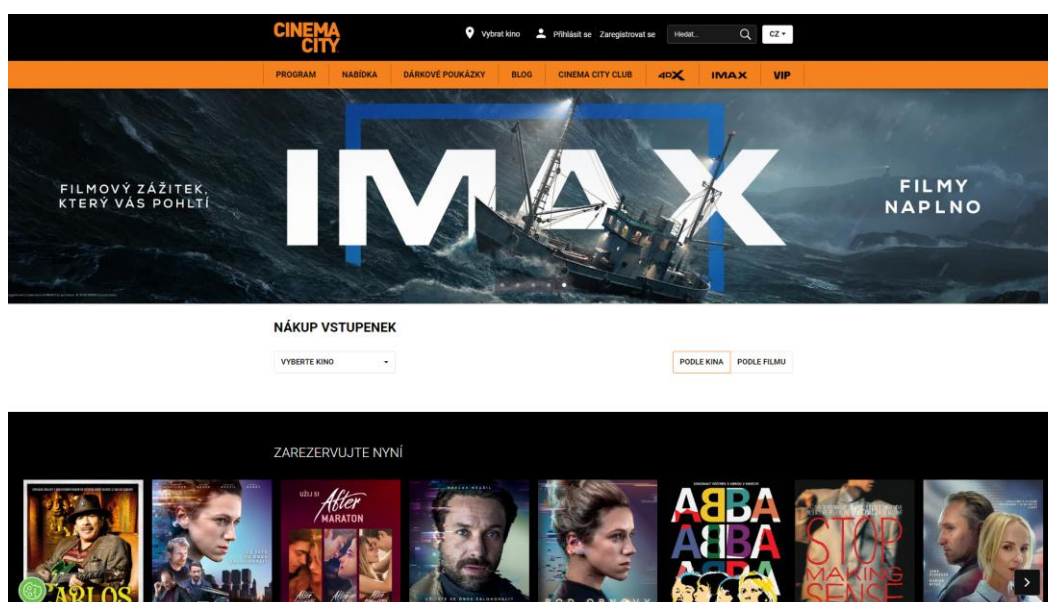 CINEMA
CITY
Vybrat kino
Přihlásit se
Zaregistrovat se
Hledat..
CZ
PROGRAM
NABÍDKA
DÁRKOVÉ POUKÁZKY
BLOG
CINEMA CITY CLUB
4DX
IMAX
VIP
FILMOVÝ ZÁŽITEK,
KTERÝ VÁS POHLTÍ
IMAX
FILMY
NAPLNO
NÁKUP VSTUPENEK
VYBERTE KINO
PODLE KINA
PODLE FILMU
ZAREZERVUJTE NYNÍ
CARLOS
UŽIJ SI
After
MARATON
ABBA
ABBA
ABBA
STOP
MAKING
SENSE